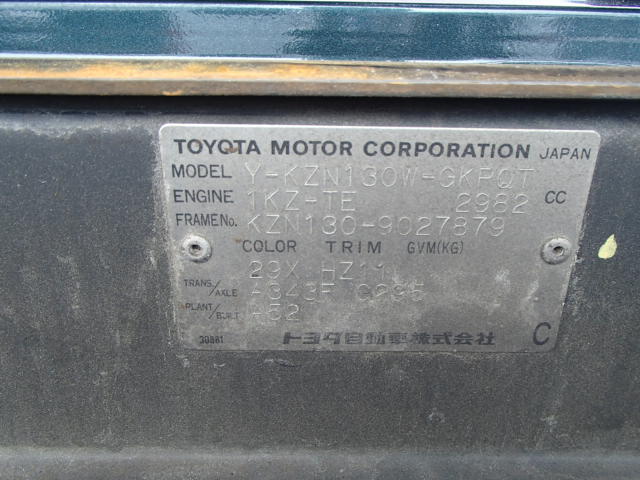 TOYOTA MOTOR CORPORATION JAPAN
MODEL Y-KZN130W-GKPQT
ENGINE 1KZ-TE 2982 CC
FRAME No. KZN130-9027879
COLOR TRIM GVM(KG)
29X HZ11
TRANS./AXLE A343F G295
PLANT/BUILT A52
30881 トヨタ自動車株式会社 C